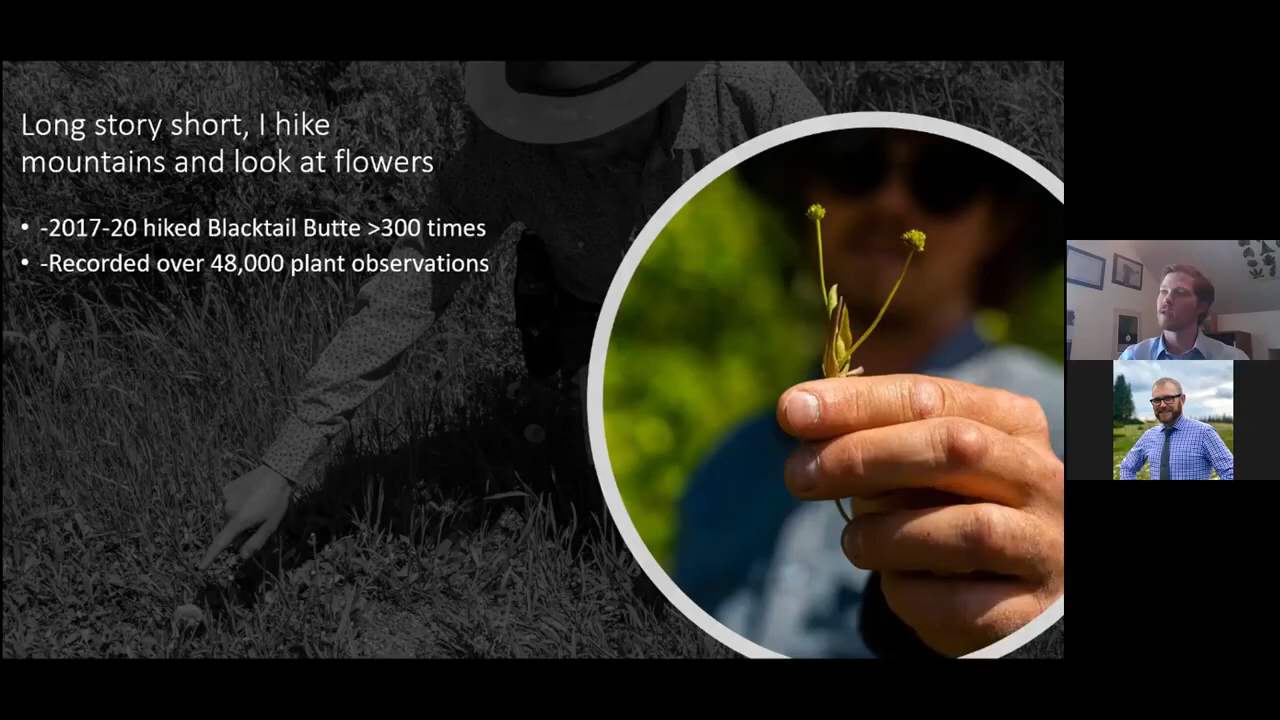 Long story short, I hike
mountains and look at flowers
• -2017-20 hiked Blacktail Butte >300 times
• -Recorded over 48,000 plant observations